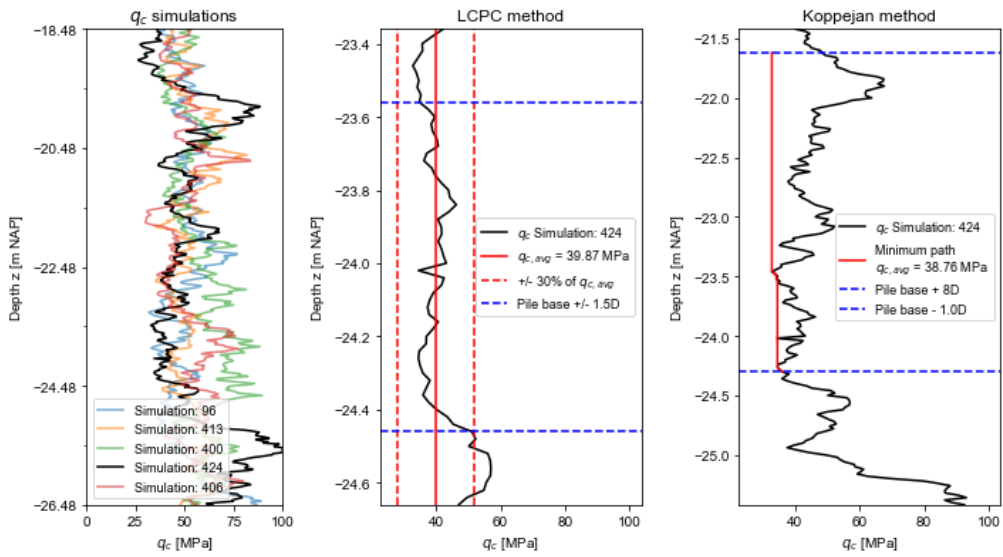 q_c simulations
−18.48
−20.48
−22.48
−24.48
−26.48
Depth z [m NAP]
Simulation: 96
Simulation: 413
Simulation: 400
Simulation: 424
Simulation: 406
0 25 50 75 100
q_c [MPa]
LCPC method
−23.4
−23.6
−23.8
−24.0
−24.2
−24.4
−24.6
Depth z [m NAP]
q_c Simulation: 424
q_c,avg = 39.87 MPa
+/- 30% of q_c,avg
Pile base +/- 1.5D
40 60 80 100
q_c [MPa]
Koppejan method
−21.5
−22.0
−22.5
−23.0
−23.5
−24.0
−24.5
−25.0
Depth z [m NAP]
q_c Simulation: 424
Minimum path
q_c,avg = 38.76 MPa
Pile base + 8D
Pile base - 1.0D
40 60 80 100
q_c [MPa]